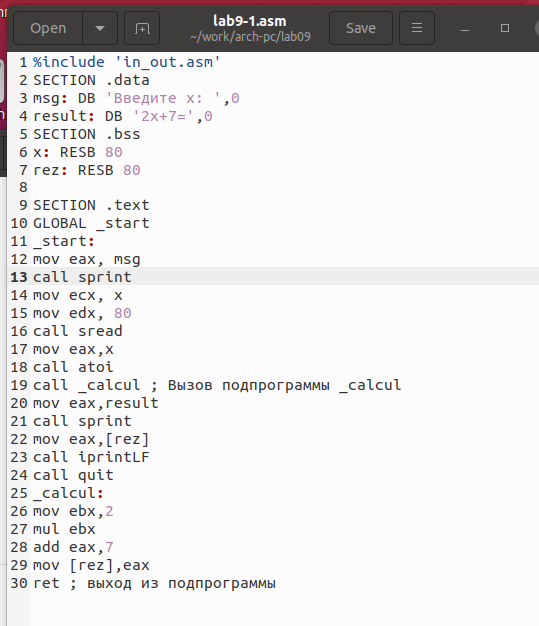 Open
lab9-1.asm
~/work/arch-pc/lab09
Save
1 %include 'in_out.asm'
2 SECTION .data
3 msg: DB 'Введите x: ',0
4 result: DB '2x+7=',0
5 SECTION .bss
6 x: RESB 80
7 rez: RESB 80
8
9 SECTION .text
10 GLOBAL _start
11 _start:
12 mov eax, msg
13 call sprint
14 mov ecx, x
15 mov edx, 80
16 call sread
17 mov eax,x
18 call atoi
19 call _calcul ; Вызов подпрограммы _calcul
20 mov eax,result
21 call sprint
22 mov eax,[rez]
23 call iprintLF
24 call quit
25 _calcul:
26 mov ebx,2
27 mul ebx
28 add eax,7
29 mov [rez],eax
30 ret ; выход из подпрограммы